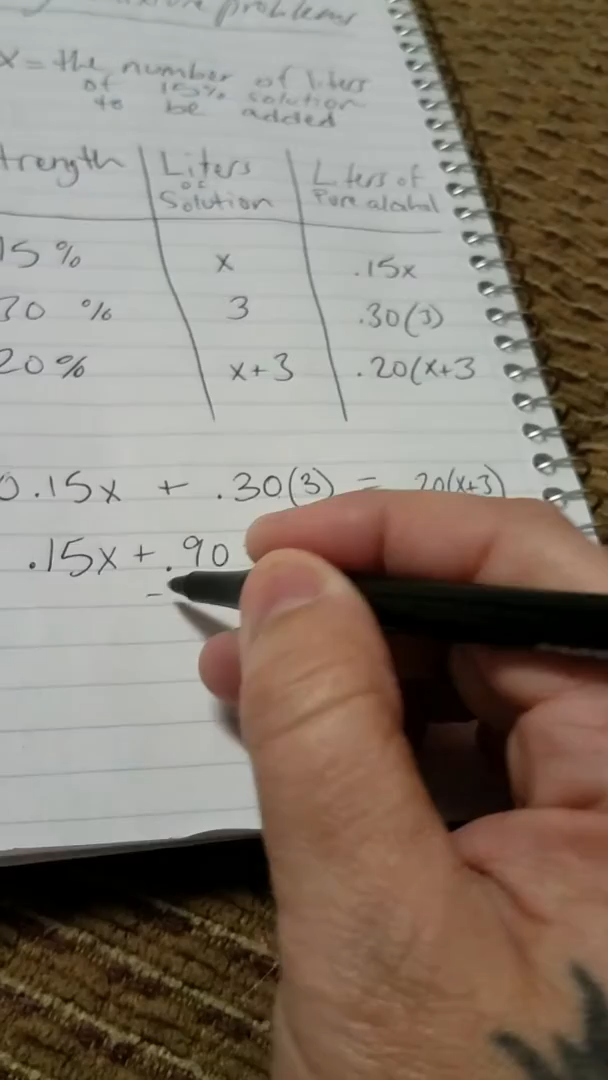 problems
x = the number of liters
of 15% solution
to be added
trength Liters of Solution Liters of Pure alcohol
15% x .15x
30 % 3 .30(3)
20% x+3 .20(x+3
0.15x + .30(3) = .20(x+3)
.15x + .90
-